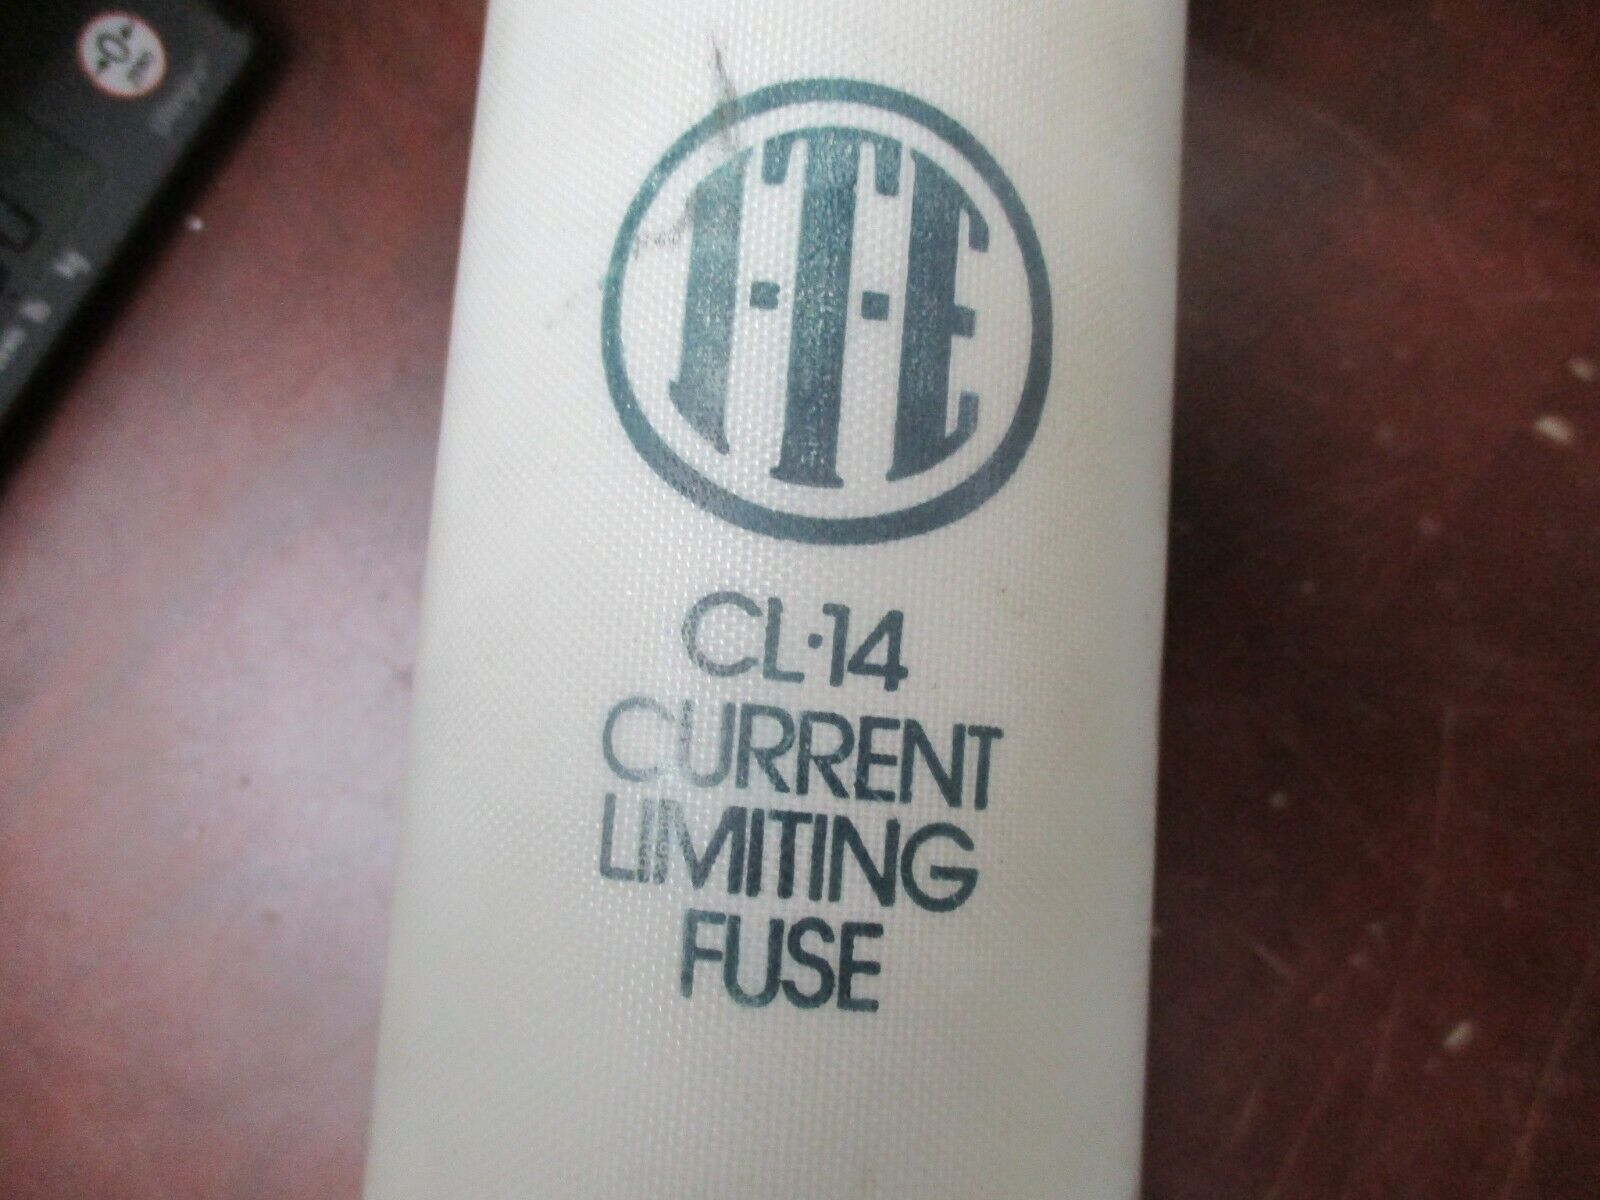 I-T-E
CL·14
CURRENT
LIMITING
FUSE